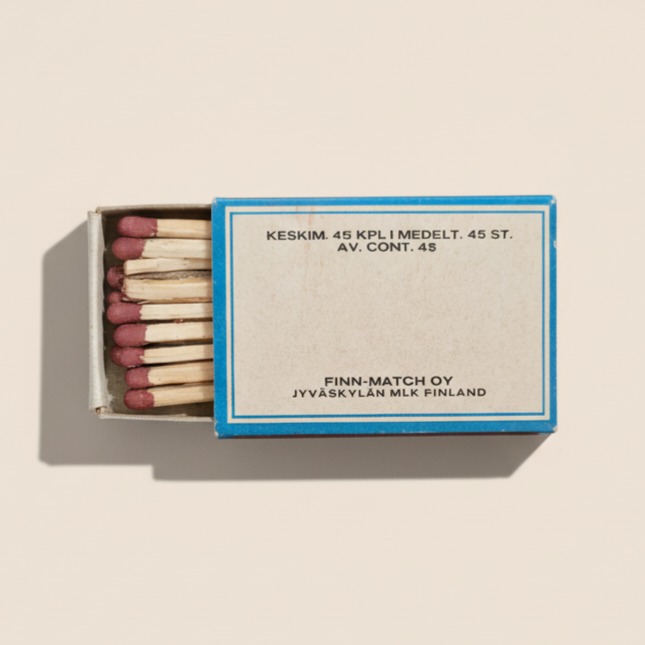 KESKIM. 45 KPL I MEDELT. 45 ST.
AV. CONT. 45
FINN-MATCH OY
JYVÄSKYLÄN MLK FINLAND